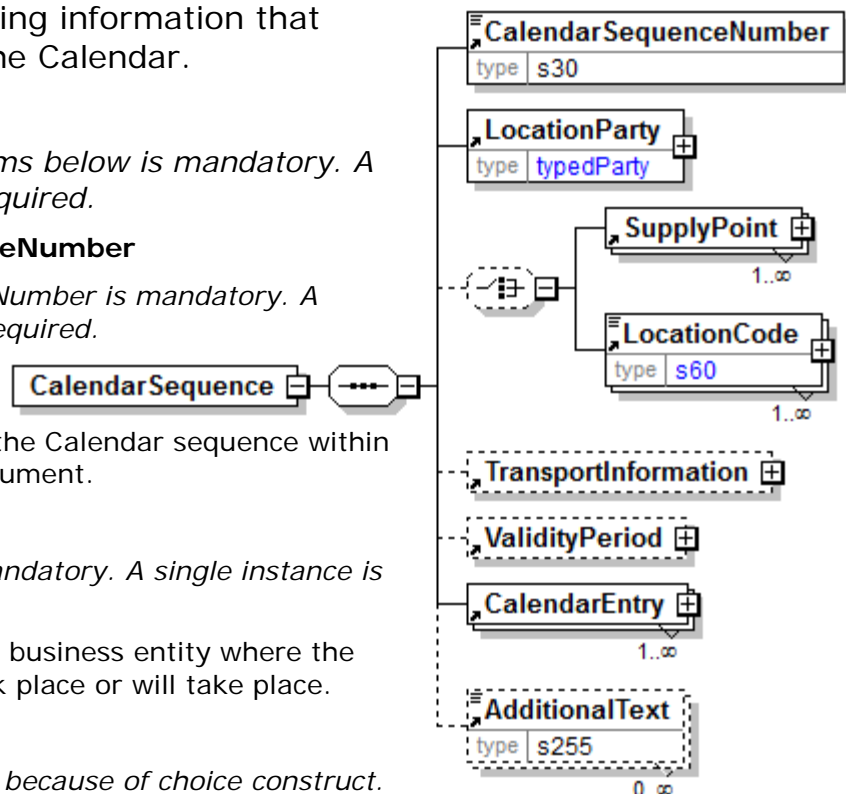 ing information that
he Calendar.
ms below is mandatory. A
quired.
eNumber
Number is mandatory. A
equired.
the Calendar sequence within
ument.
andatory. A single instance is
business entity where the
k place or will take place.
because of choice construct.
CalendarSequence
CalendarSequenceNumber
type s30
LocationParty
type typedParty
SupplyPoint
1..∞
LocationCode
type s60
1..∞
TransportInformation
ValidityPeriod
CalendarEntry
1..∞
AdditionalText
type s255
0..∞